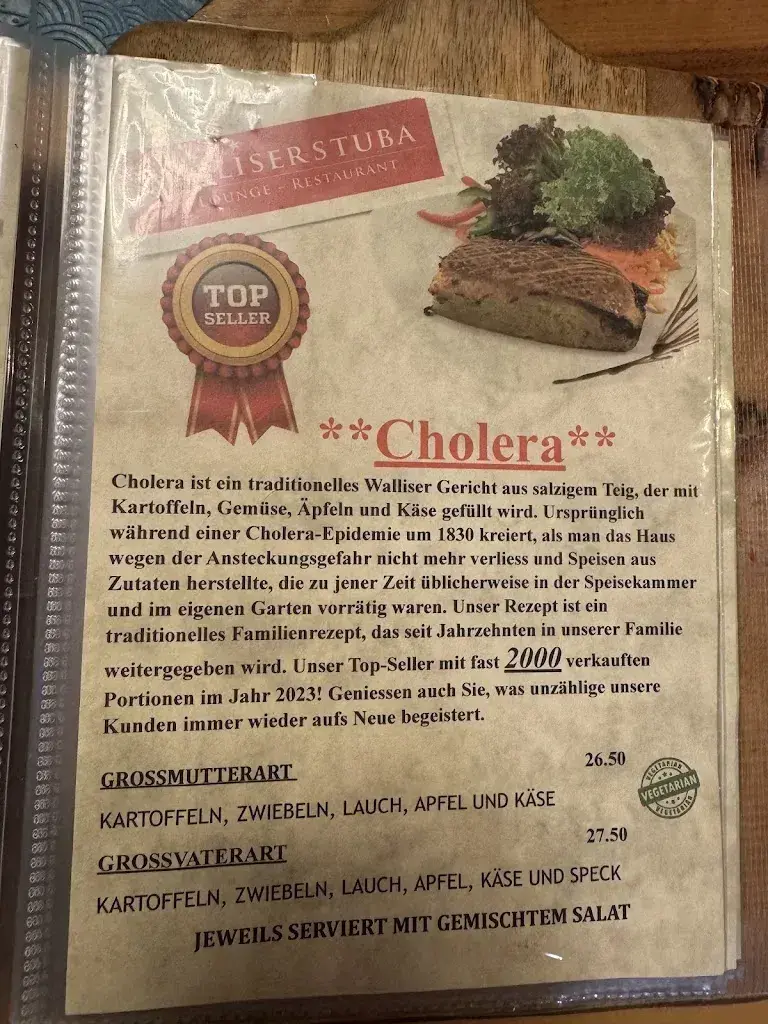 LISERSTUBA
LOUNGE - RESTAURANT
TOP
SELLER
**Cholera**
Cholera ist ein traditionelles Walliser Gericht aus salzigem Teig, der mit
Kartoffeln, Gemüse, Äpfeln und Käse gefüllt wird. Ursprünglich
während einer Cholera-Epidemie um 1830 kreiert, als man das Haus
wegen der Ansteckungsgefahr nicht mehr verliess und Speisen aus
Zutaten herstellte, die zu jener Zeit üblicherweise in der Speisekammer
und im eigenen Garten vorrätig waren. Unser Rezept ist ein
traditionelles Familienrezept, das seit Jahrzehnten in unserer Familie
weitergegeben wird. Unser Top-Seller mit fast 2000 verkauften
Portionen im Jahr 2023! Geniessen auch Sie, was unzählige unsere
Kunden immer wieder aufs Neue begeistert.
GROSSMUTTERART 26.50
KARTOFFELN, ZWIEBELN, LAUCH, APFEL UND KÄSE
VEGETARIAN
VEGETARIAN
VEGETARIAN
GROSSVATERART 27.50
KARTOFFELN, ZWIEBELN, LAUCH, APFEL, KÄSE UND SPECK
JEWEILS SERVIERT MIT GEMISCHTEM SALAT